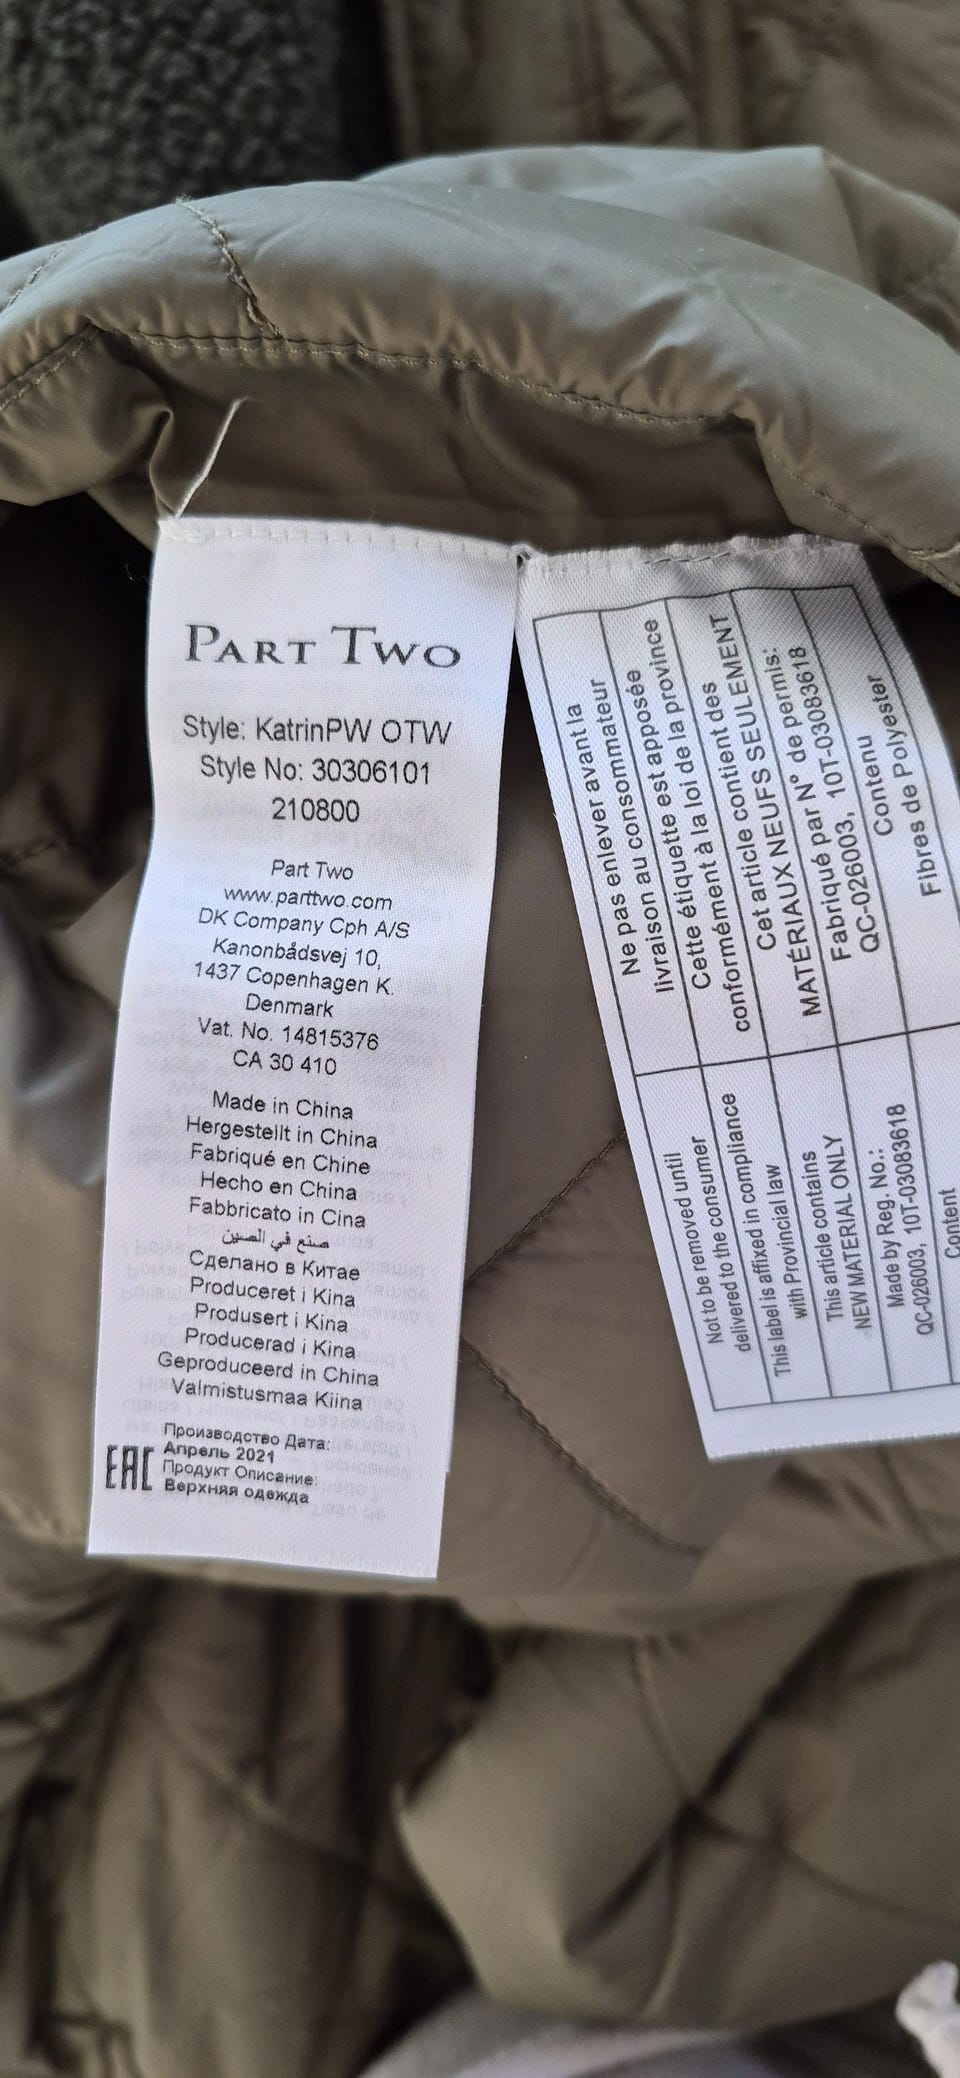 PART TWO
Style: KatrinPW OTW
Style No: 30306101
210800
Part Two
www.parttwo.com
DK Company Cph A/S
Kanonbådsvej 10,
1437 Copenhagen K.
Denmark
Vat. No. 14815376
CA 30 410
Made in China
Hergestellt in China
Fabriqué en Chine
Hecho en China
Fabbricato in Cina
صنع في الصين
Сделано в Китае
Produceret i Kina
Produsert i Kina
Producerad i Kina
Geproduceerd in China
Valmistusmaa Kiina
EAC
Производство Дата:
Апрель 2021
Продукт Описание:
Верхняя одежда
Ne pas enlever avant la
livraison au consommateur
Cette étiquette est apposée
conformément à la loi de la province
Cet article contient des
MATÉRIAUX NEUFS SEULEMENT
Fabriqué par N° de permis:
QC-026003, 10T-03083618
Contenu
Fibres de Polyester
Not to be removed until
delivered to the consumer
This label is affixed in compliance
with Provincial law
This article contains
NEW MATERIAL ONLY
Made by Reg. No.:
QC-026003, 10T-03083618
Content